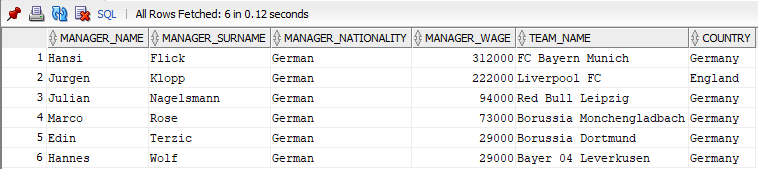 SQL | All Rows Fetched: 6 in 0.12 seconds
MANAGER_NAME MANAGER_SURNAME MANAGER_NATIONALITY MANAGER_WAGE TEAM_NAME COUNTRY
1 Hansi Flick German 312000 FC Bayern Munich Germany
2 Jurgen Klopp German 222000 Liverpool FC England
3 Julian Nagelsmann German 94000 Red Bull Leipzig Germany
4 Marco Rose German 73000 Borussia Monchengladbach Germany
5 Edin Terzic German 29000 Borussia Dortmund Germany
6 Hannes Wolf German 29000 Bayer 04 Leverkusen Germany